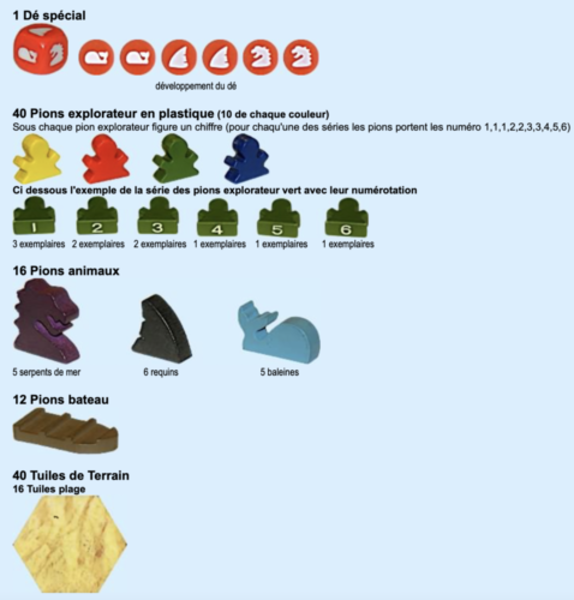 1 Dé spécial
développement du dé
40 Pions explorateur en plastique (10 de chaque couleur)
Sous chaque pion explorateur figure un chiffre (pour chaqu'une des séries les pions portent les numéro 1,1,1,2,2,3,3,4,5,6)
Ci dessous l'exemple de la série des pions explorateur vert avec leur numérotation
1 2 3 4 5 6
3 exemplaires 2 exemplaires 2 exemplaires 1 exemplaires 1 exemplaires 1 exemplaires
16 Pions animaux
5 serpents de mer 6 requins 5 baleines
12 Pions bateau
40 Tuiles de Terrain
16 Tuiles plage